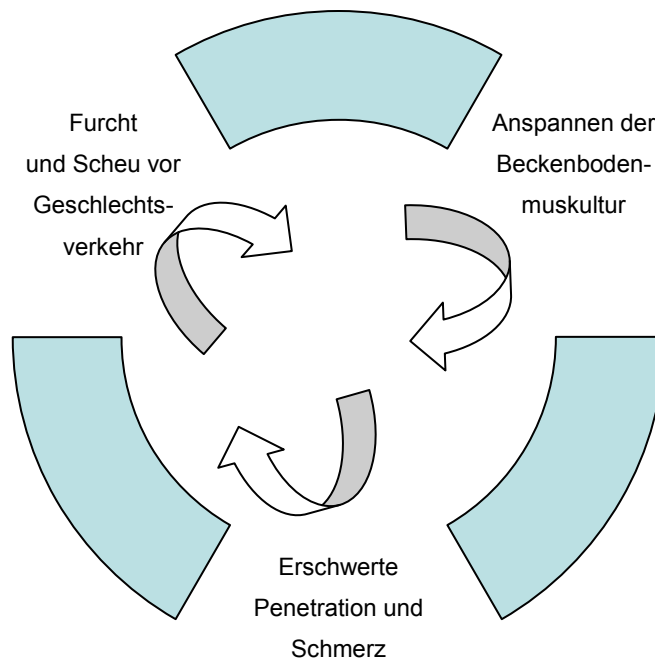 Furcht
und Scheu vor
Geschlechts-
verkehr
Anspannen der
Beckenboden-
muskultur
Erschwerte
Penetration und
Schmerz